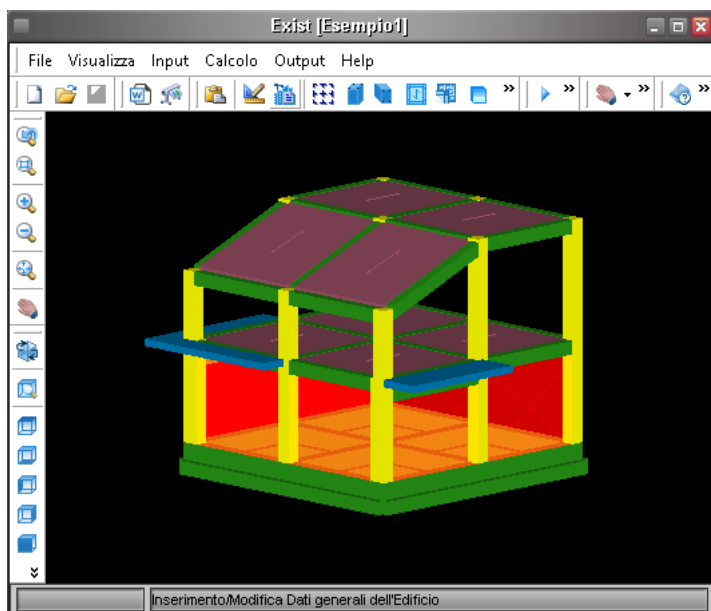 Exist [Esempio1]
File Visualizza Input Calcolo Output Help
Inserimento/Modifica Dati generali dell'Edificio